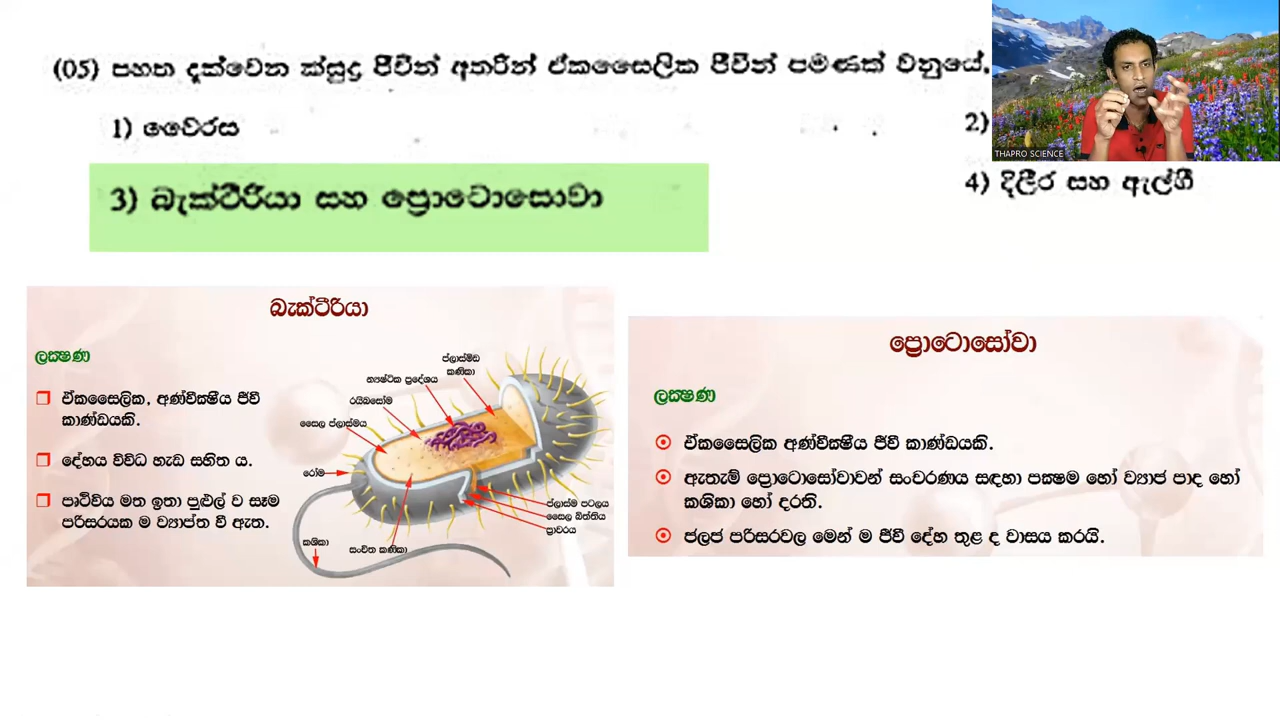 (05) පහත දැක්වෙන ක්සුද්‍ර ජීවීන් අතරින් ඒකසෛලික ජීවීන් පමණක් වනුයේ,
1) වෛරස
2)
3) බැක්ටීරියා සහ ප්‍රොටොසොවා
4) දිලීර සහ ඇල්ගී
THAPRO SCIENCE
බැක්ටීරියා
ලක්‍ෂණ
ඒකසෛලික, අණ්වීක්‍ෂීය ජීවී
කාණ්ඩයකි.
දේහය විවිධ හැඩ සහිත ය.
පෘථිවිය මත ඉතා පුළුල් ව සෑම
පරිසරයක ම ව්‍යාප්ත වී ඇත.
ප්ලාස්මිඩ
කණිකා
න්‍යෂ්ටික ප්‍රදේශය
රයිබසෝම
සෛල ප්ලාස්මය
රෝම
කශිකා
සංචිත කණිකා
ප්ලාස්ම පටලය
සෛල බිත්තිය
ප්‍රාවරය
ප්‍රොටොසෝවා
ලක්‍ෂණ
ඒකසෛලික අණ්වීක්‍ෂීය ජීවී කාණ්ඩයකි.
ඇතැම් ප්‍රොටොසෝවාවන් සංචරණය සඳහා පක්‍ෂම හෝ ව්‍යාජ පාද හෝ
කශිකා හෝ දරති.
ජලජ පරිසරවල මෙන් ම ජීවී දේහ තුළ ද වාසය කරයි.